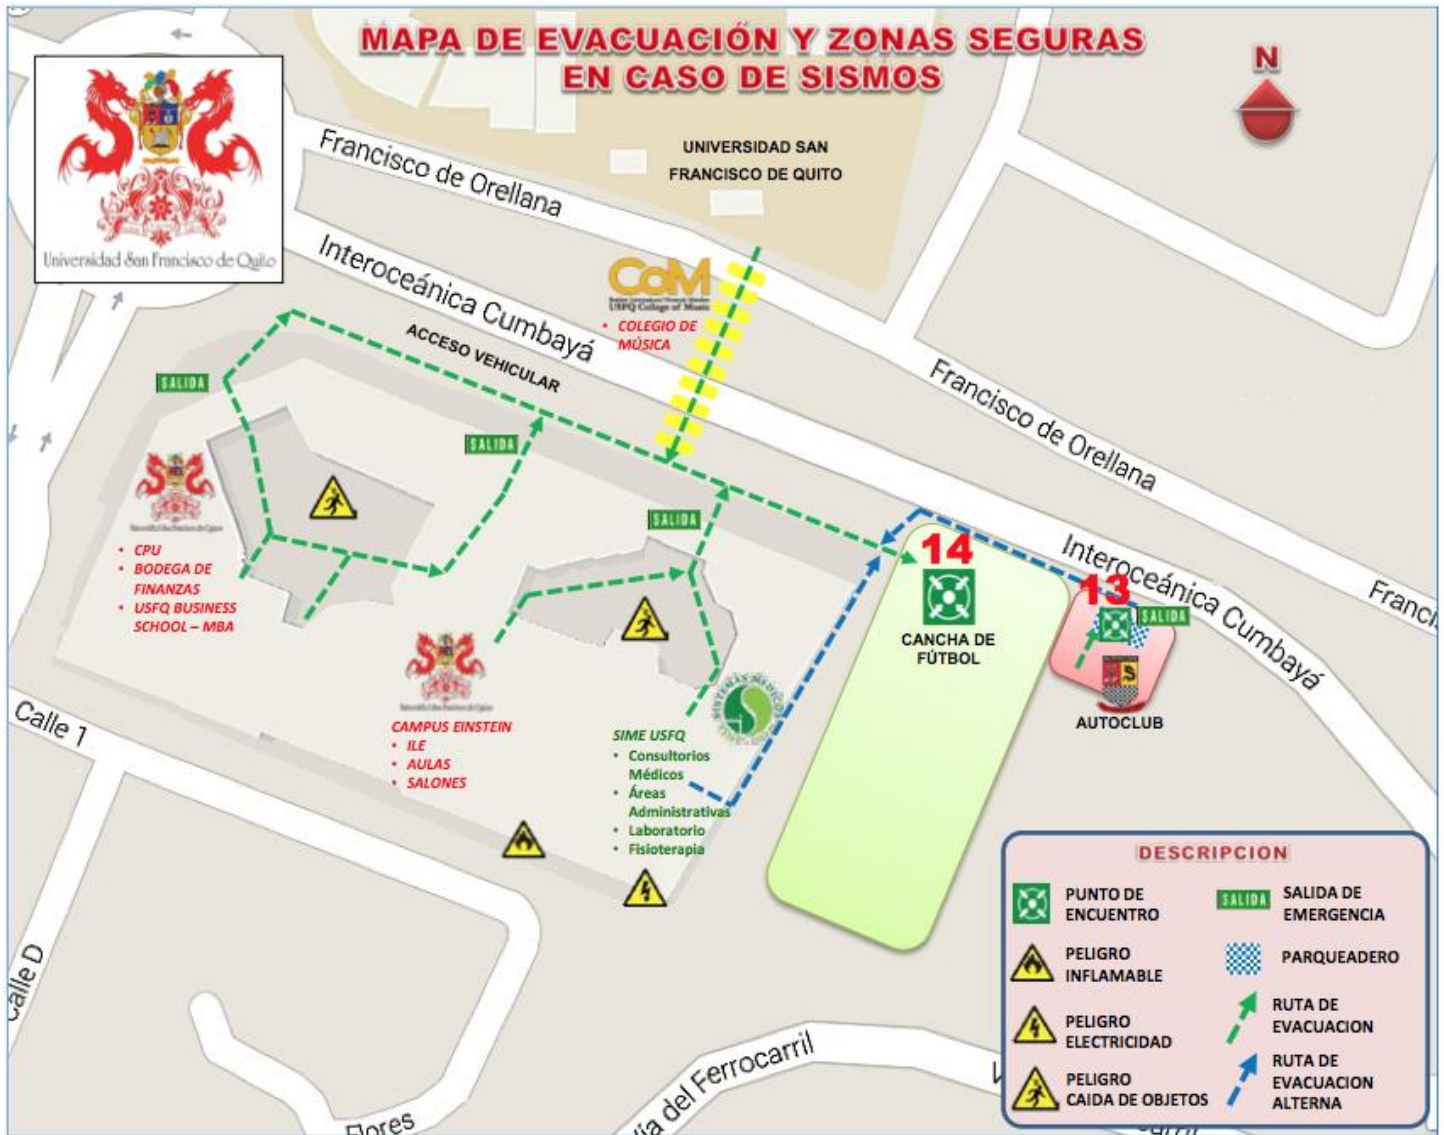 MAPA DE EVACUACIÓN Y ZONAS SEGURAS
EN CASO DE SISMOS
N
Universidad San Francisco de Quito
UNIVERSIDAD SAN
FRANCISCO DE QUITO
Francisco de Orellana
Interoceánica Cumbayá
CoM
USFQ College of Music
• COLEGIO DE
MÚSICA
ACCESO VEHICULAR
SALIDA
SALIDA
SALIDA
Francisco de Orellana
Interoceánica Cumbayá
Franci
• CPU
• BODEGA DE
FINANZAS
• USFQ BUSINESS
SCHOOL – MBA
14
CANCHA DE
FÚTBOL
13
SALIDA
S
AUTOCLUB
CAMPUS EINSTEIN
• ILE
• AULAS
• SALONES
SISTEMAS MEDICOS
SIME USFQ
• Consultorios
Médicos
• Áreas
Administrativas
• Laboratorio
• Fisioterapia
Calle 1
Calle D
Flores
ía del Ferrocarril
V
carril
DESCRIPCION
PUNTO DE
ENCUENTRO
SALIDA
SALIDA DE
EMERGENCIA
PELIGRO
INFLAMABLE
PARQUEADERO
PELIGRO
ELECTRICIDAD
RUTA DE
EVACUACION
PELIGRO
CAIDA DE OBJETOS
RUTA DE
EVACUACION
ALTERNA